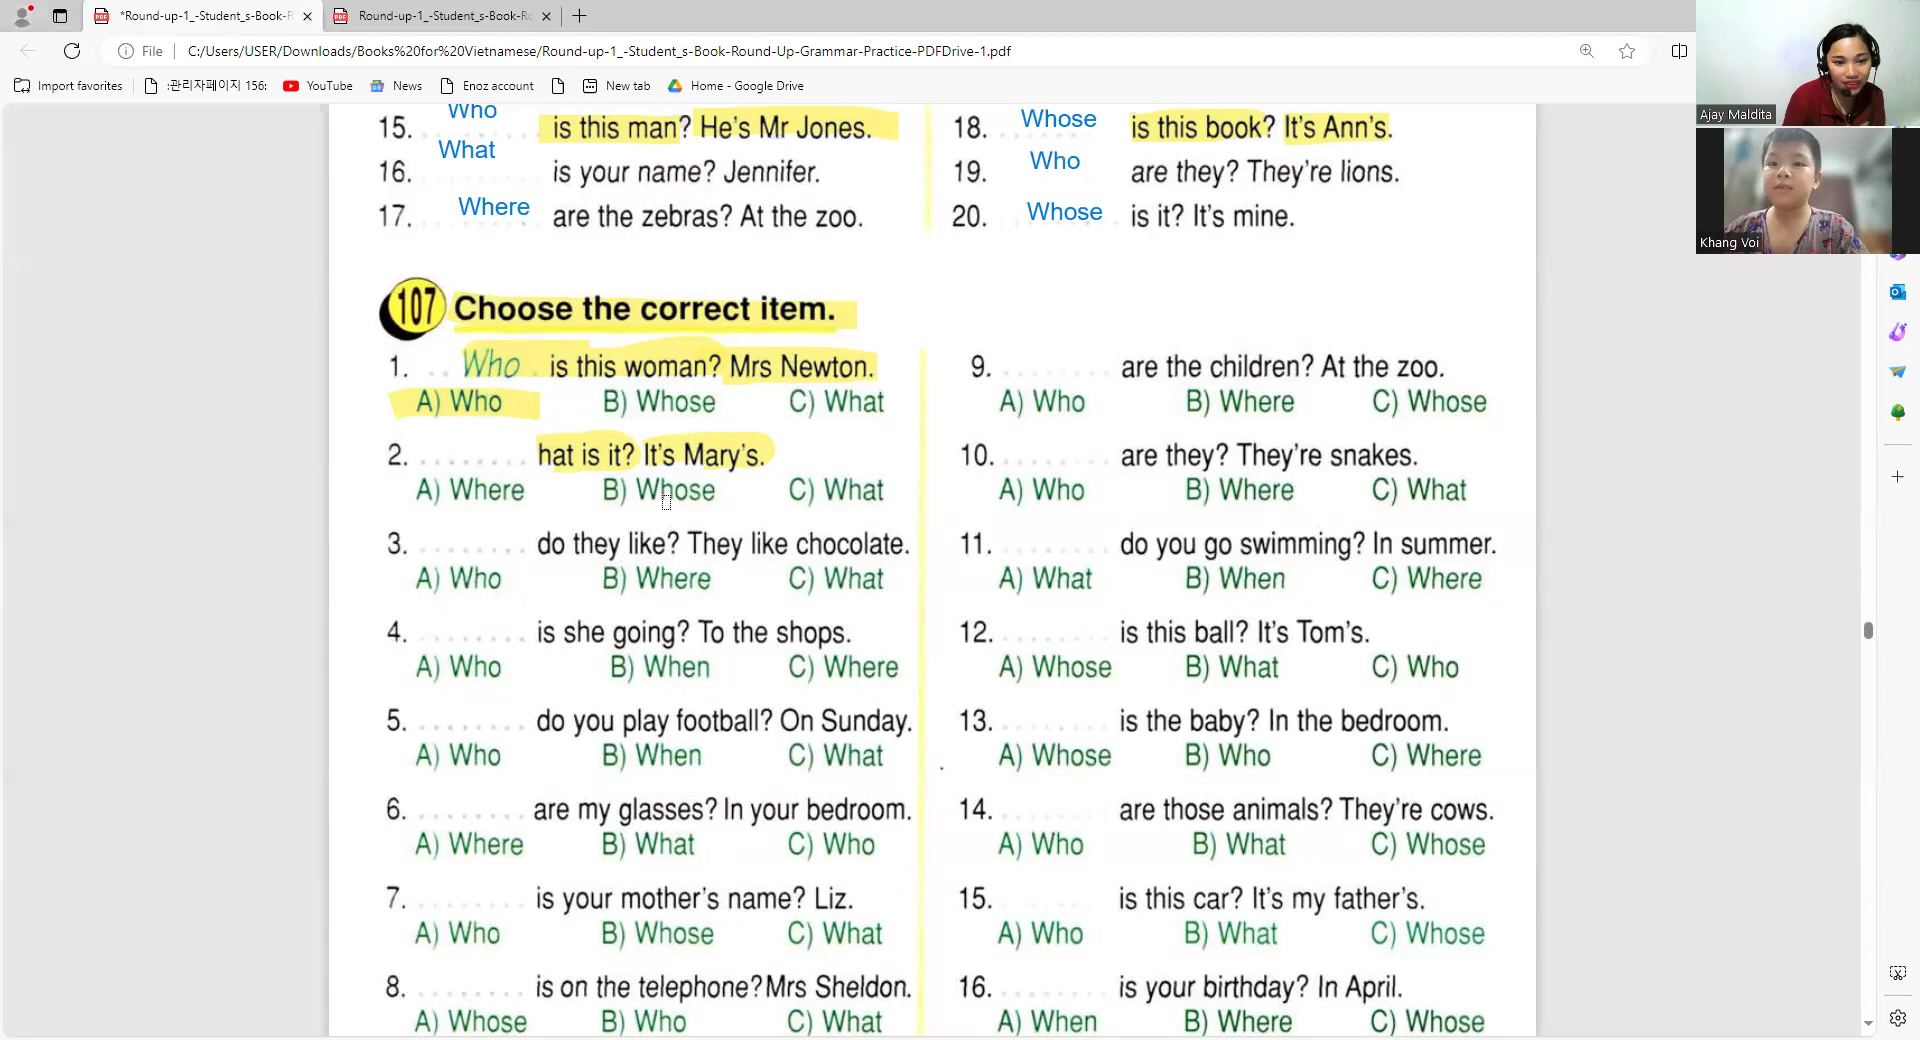 *Round-up-1_-Student_s-Book-R
Round-up-1_-Student_s-Book-Ro
File
C:/Users/USER/Downloads/Books%20for%20Vietnamese/Round-up-1_-Student_s-Book-Round-Up-Grammar-Practice-PDFDrive-1.pdf
Import favorites
:관리자페이지 156:
YouTube
News
Enoz account
New tab
Home - Google Drive
Ajay Maldita
Khang Voi
15. Who is this man? He's Mr Jones.
16. What is your name? Jennifer.
17. Where are the zebras? At the zoo.
18. Whose is this book? It's Ann's.
19. Who are they? They're lions.
20. Whose is it? It's mine.
107 Choose the correct item.
1. Who is this woman? Mrs Newton.
A) Who B) Whose C) What
2. ........ hat is it? It's Mary's.
A) Where B) Whose C) What
3. ........ do they like? They like chocolate.
A) Who B) Where C) What
4. ........ is she going? To the shops.
A) Who B) When C) Where
5. ........ do you play football? On Sunday.
A) Who B) When C) What
6. ........ are my glasses? In your bedroom.
A) Where B) What C) Who
7. ........ is your mother's name? Liz.
A) Who B) Whose C) What
8. ........ is on the telephone? Mrs Sheldon.
A) Whose B) Who C) What
9. ........ are the children? At the zoo.
A) Who B) Where C) Whose
10. ........ are they? They're snakes.
A) Who B) Where C) What
11. ........ do you go swimming? In summer.
A) What B) When C) Where
12. ........ is this ball? It's Tom's.
A) Whose B) What C) Who
13. ........ is the baby? In the bedroom.
A) Whose B) Who C) Where
14. ........ are those animals? They're cows.
A) Who B) What C) Whose
15. ........ is this car? It's my father's.
A) Who B) What C) Whose
16. ........ is your birthday? In April.
A) When B) Where C) Whose